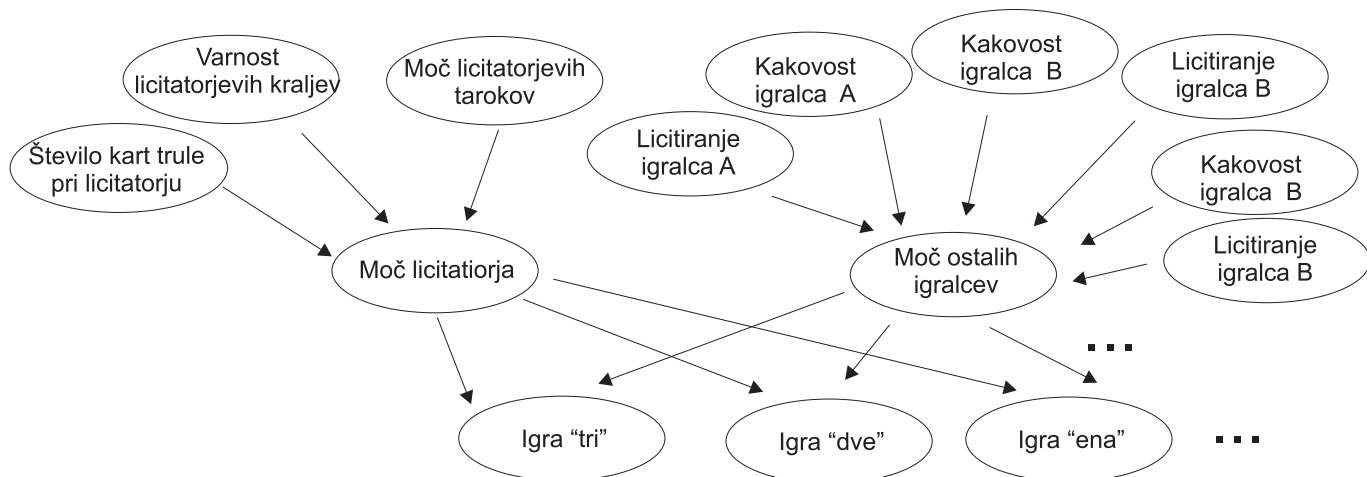 Varnost
licitatorjevih kraljev
Moč licitatorjevih
tarokov
Kakovost
igralca A
Kakovost
igralca B
Licitiranje
igralca B
Število kart trule
pri licitatorju
Licitiranje
igralca A
Kakovost
igralca B
Moč licitatiorja
Moč ostalih
igralcev
Licitiranje
igralca B
...
Igra “tri”
Igra “dve”
Igra “ena”
...